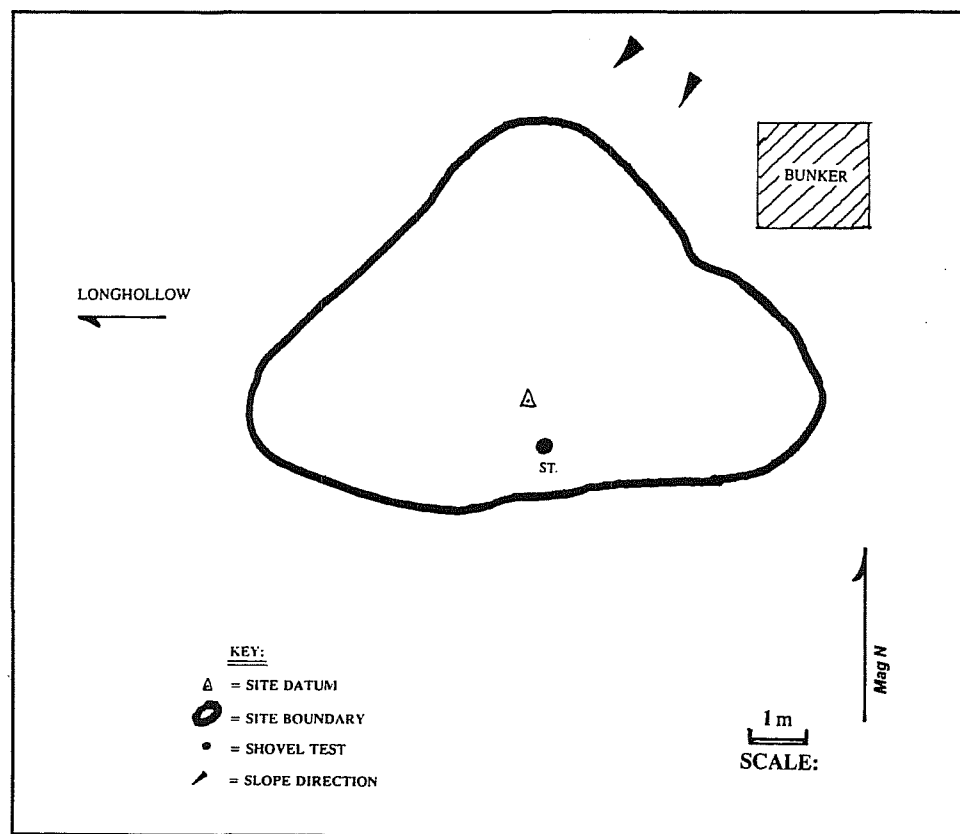 BUNKER
LONGHOLLOW
ST.
Mag N
KEY:
= SITE DATUM
= SITE BOUNDARY
= SHOVEL TEST
= SLOPE DIRECTION
1 m
SCALE: